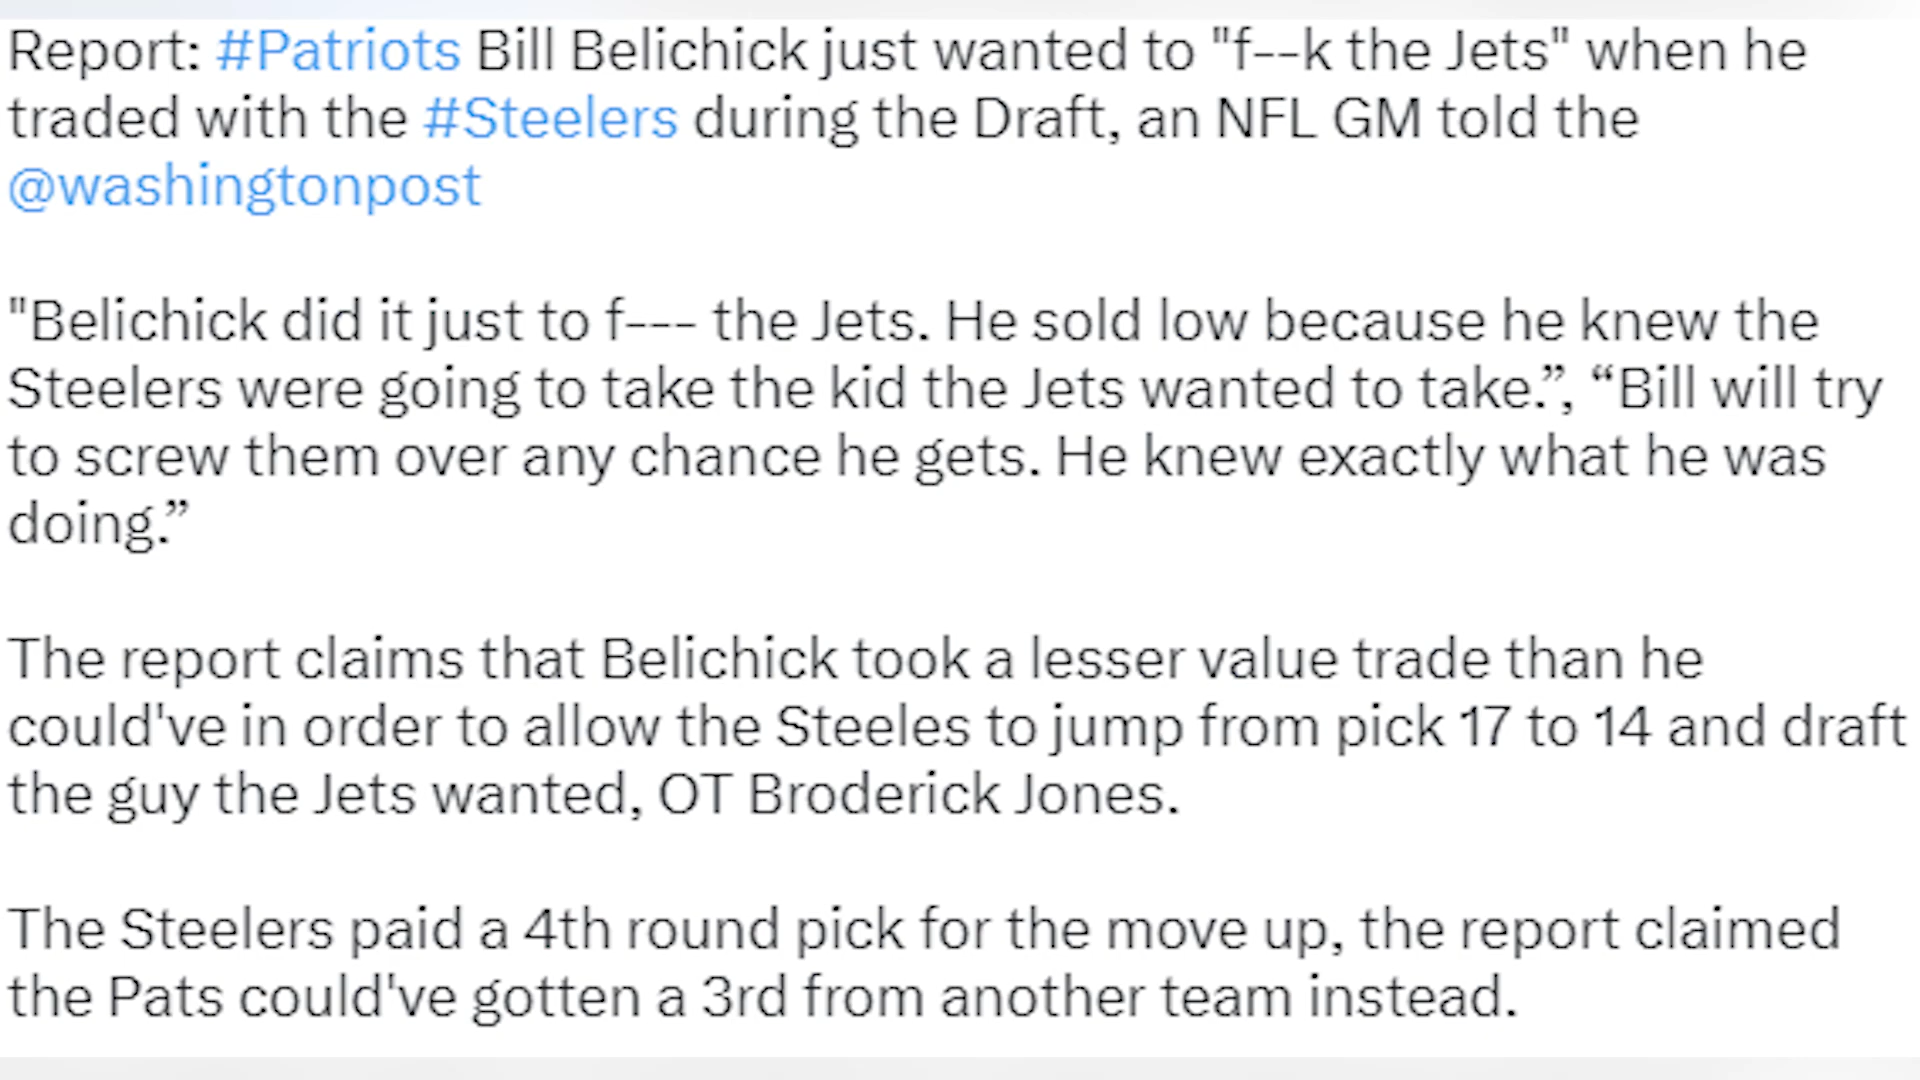 Report: #Patriots Bill Belichick just wanted to "f--k the Jets" when he
traded with the #Steelers during the Draft, an NFL GM told the
@washingtonpost
"Belichick did it just to f--- the Jets. He sold low because he knew the
Steelers were going to take the kid the Jets wanted to take.”, “Bill will try
to screw them over any chance he gets. He knew exactly what he was
doing.”
The report claims that Belichick took a lesser value trade than he
could've in order to allow the Steeles to jump from pick 17 to 14 and draft
the guy the Jets wanted, OT Broderick Jones.
The Steelers paid a 4th round pick for the move up, the report claimed
the Pats could've gotten a 3rd from another team instead.